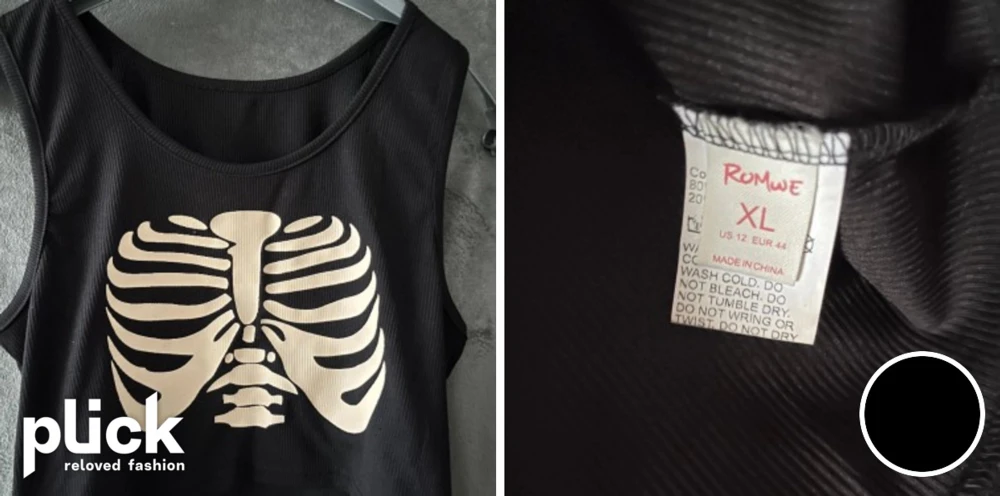 plick
reloved fashion
ROMWE
XL
US 12 EUR 44
MADE IN CHINA
WASH COLD. DO
NOT BLEACH. DO
NOT TUMBLE DRY.
DO NOT WRING OR
TWIST. DO NOT DRY